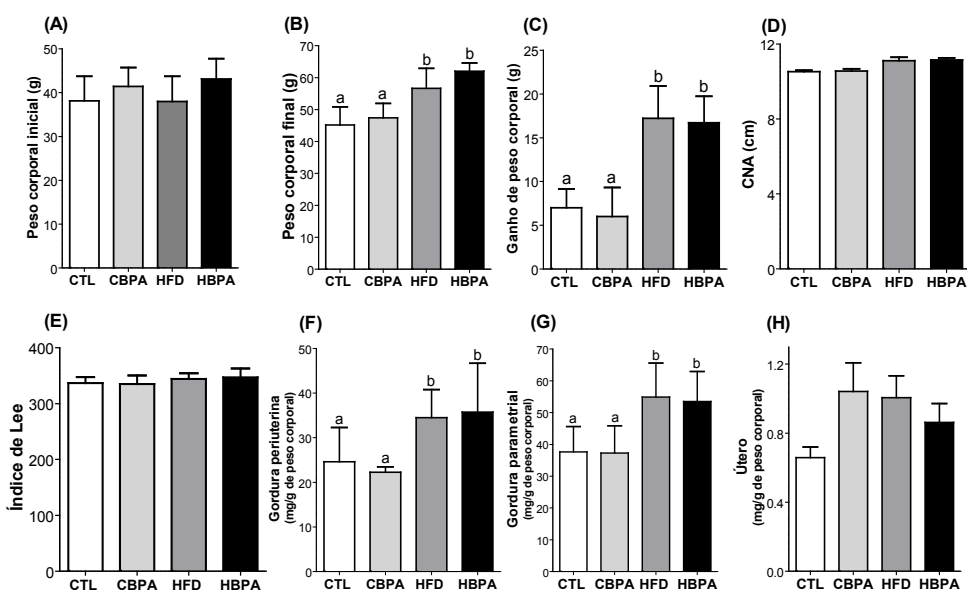 (A)
Peso corporal inicial (g)
50
40
30
20
10
0
CTL CBPA HFD HBPA
(B)
Peso corporal final (g)
70
60
50
40
30
20
10
0
a a b b
CTL CBPA HFD HBPA
(C)
Ganho de peso corporal (g)
25
20
15
10
5
0
a a b b
CTL CBPA HFD HBPA
(D)
CNA (cm)
12
10
8
6
4
2
0
CTL CBPA HFD HBPA
(E)
Índice de Lee
400
300
200
100
0
CTL CBPA HFD HBPA
(F)
Gordura periuterina
(mg/g de peso corporal)
50
40
30
20
10
0
a a b b
CTL CBPA HFD HBPA
(G)
Gordura parametrial
(mg/g de peso corporal)
70
60
50
40
30
20
10
0
a a b b
CTL CBPA HFD HBPA
(H)
Útero
(mg/g de peso corporal)
1.2
0.8
0.4
0.0
CTL CBPA HFD HBPA